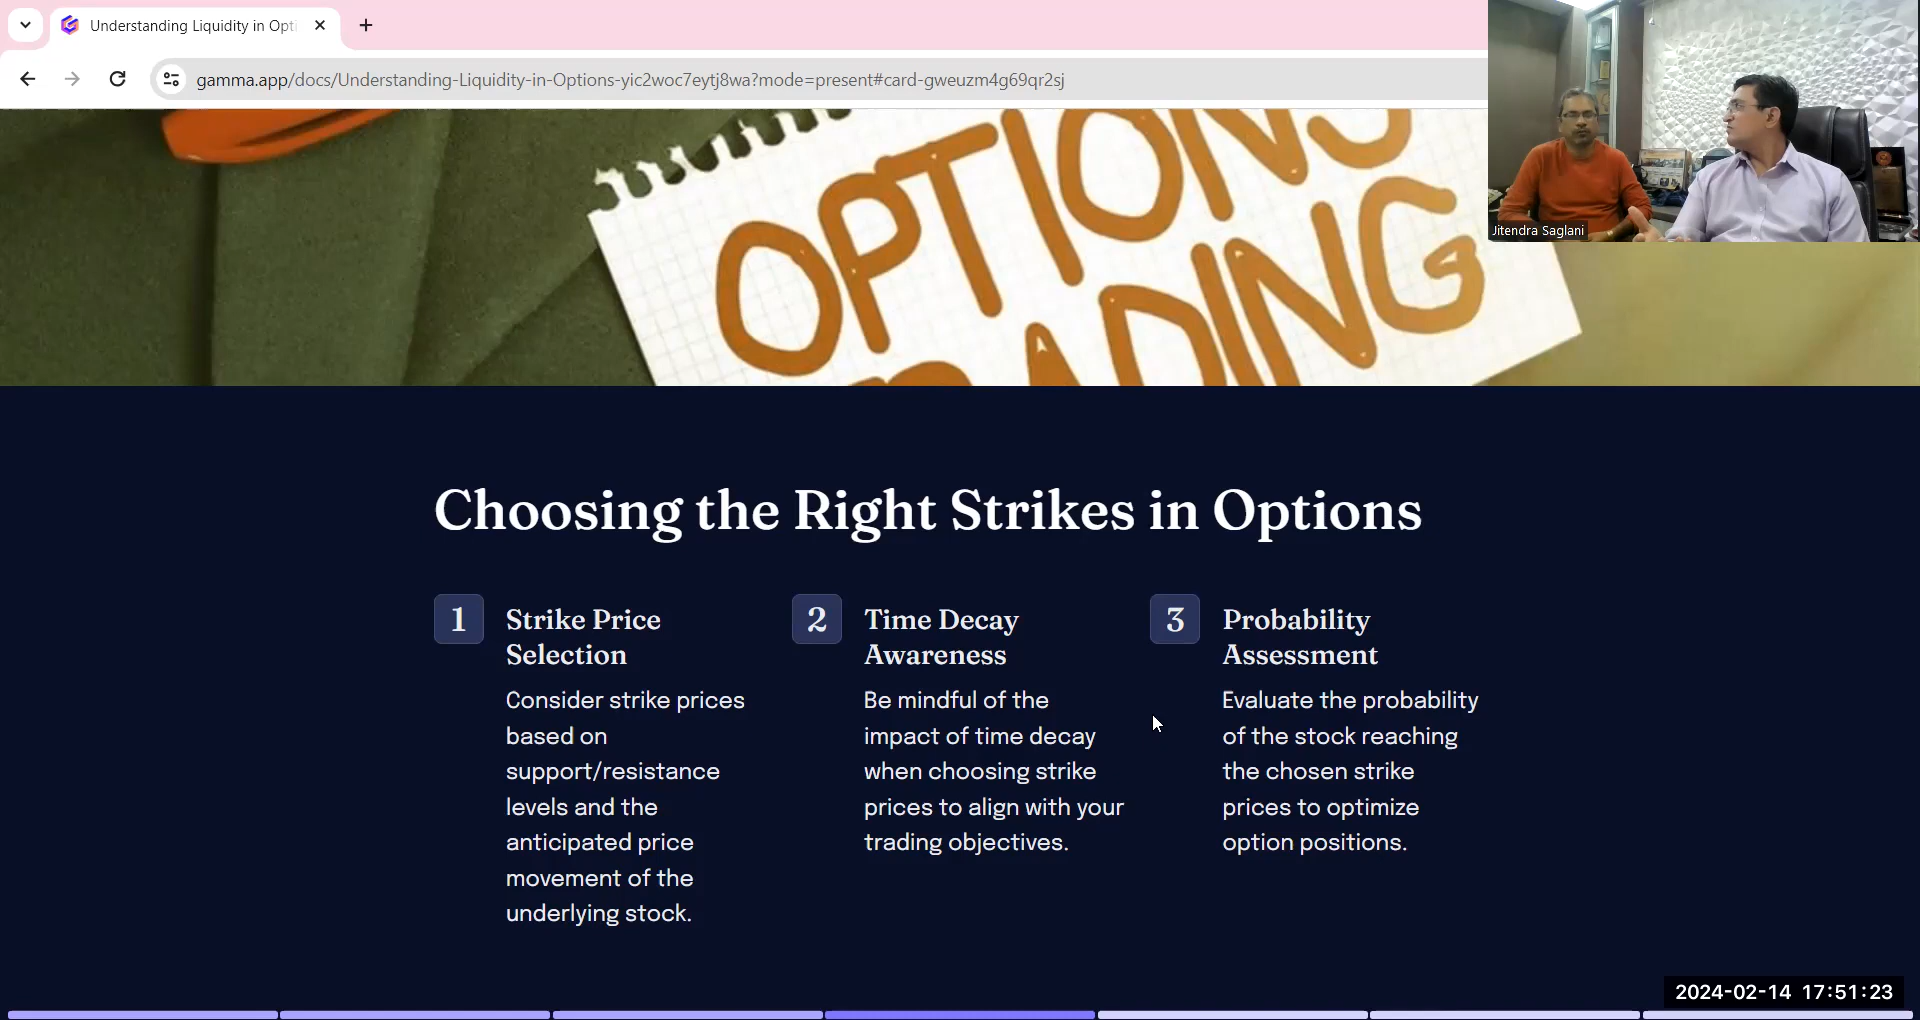 Understanding Liquidity in Opti
gamma.app/docs/Understanding-Liquidity-in-Options-yic2woc7eytj8wa?mode=present#card-gweuzm4g69qr2sj
OPTIONS
TRADING
Jitendra Saglani
Choosing the Right Strikes in Options
1
Strike Price
Selection
Consider strike prices
based on
support/resistance
levels and the
anticipated price
movement of the
underlying stock.
2
Time Decay
Awareness
Be mindful of the
impact of time decay
when choosing strike
prices to align with your
trading objectives.
3
Probability
Assessment
Evaluate the probability
of the stock reaching
the chosen strike
prices to optimize
option positions.
2024-02-14 17:51:23